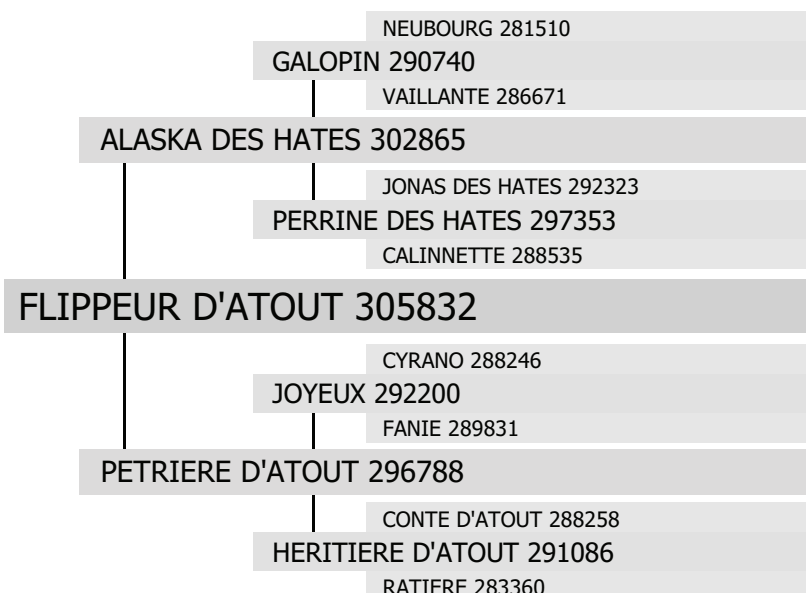 NEUBOURG 281510
GALOPIN 290740
VAILLANTE 286671
ALASKA DES HATES 302865
JONAS DES HATES 292323
PERRINE DES HATES 297353
CALINNETTE 288535
FLIPPEUR D'ATOUT 305832
CYRANO 288246
JOYEUX 292200
FANIE 289831
PETRIERE D'ATOUT 296788
CONTE D'ATOUT 288258
HERITIERE D'ATOUT 291086
RATIERE 283360